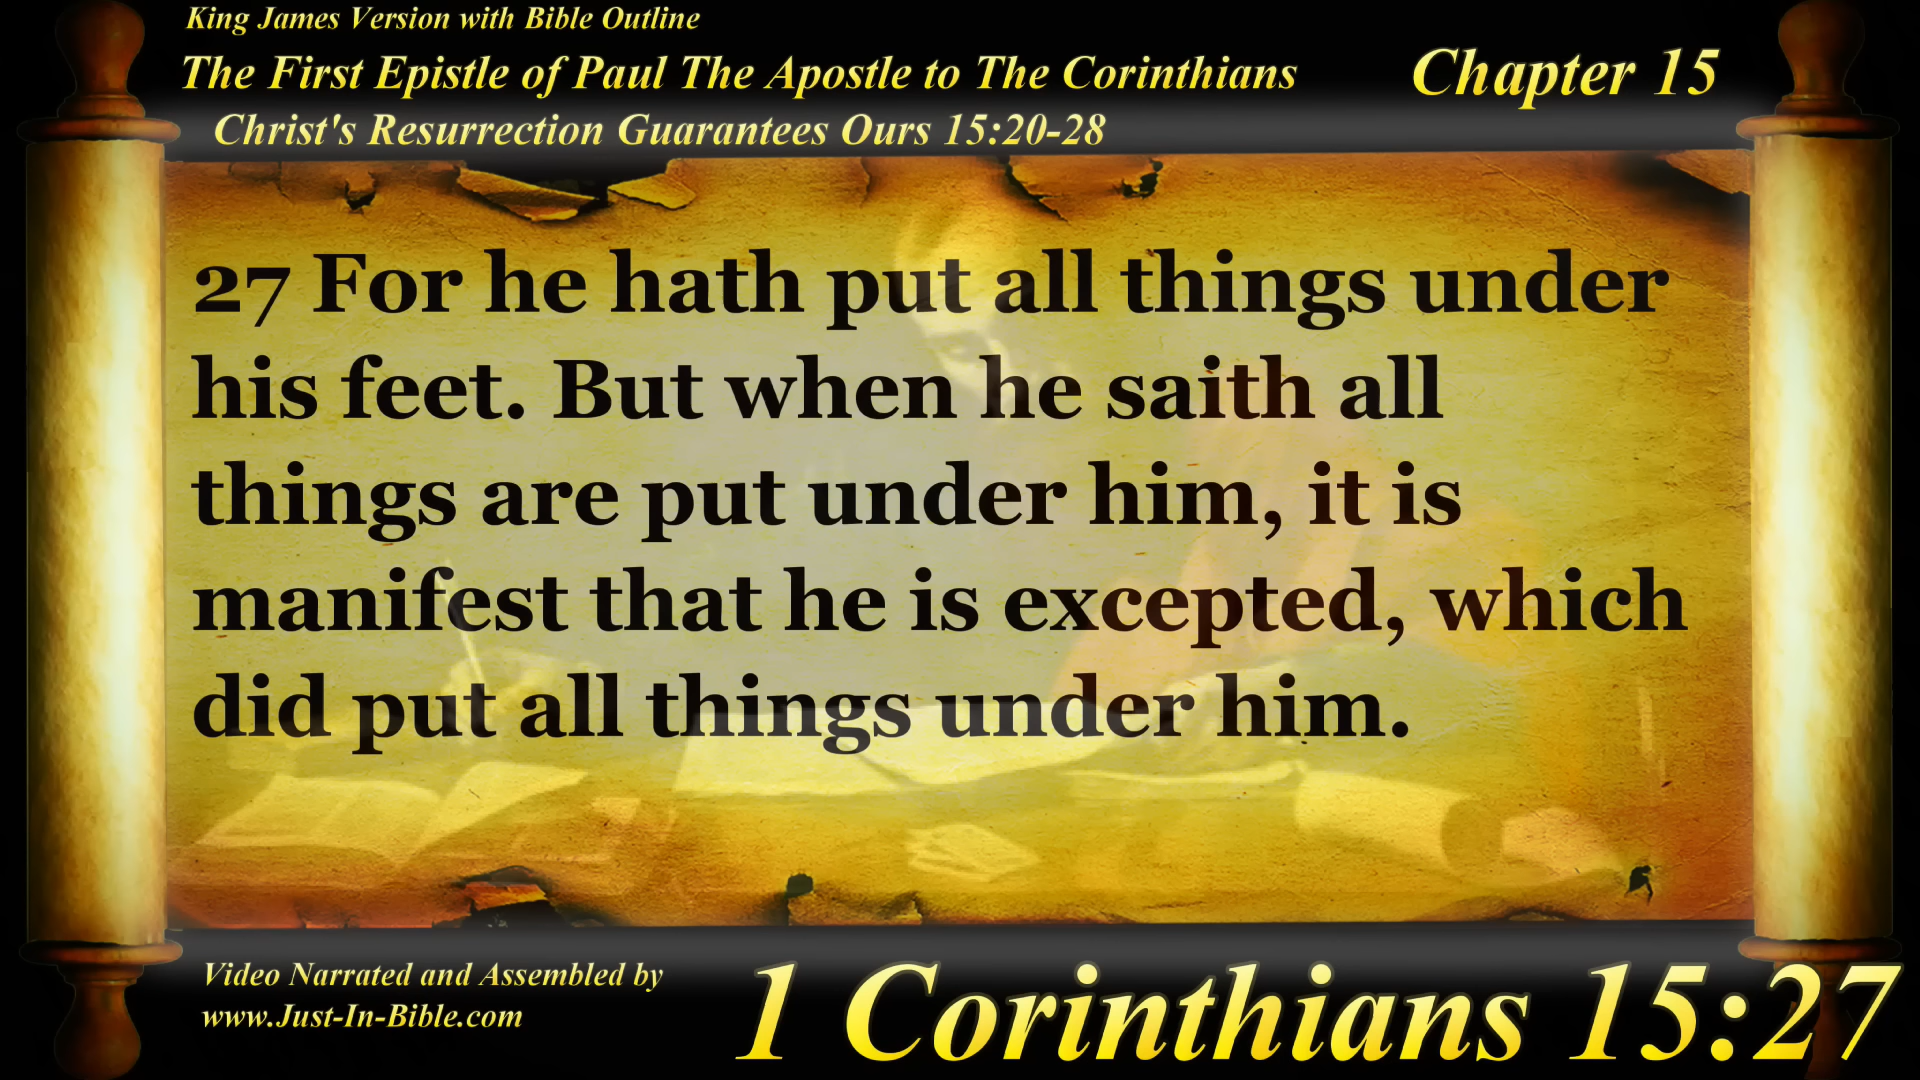 King James Version with Bible Outline
The First Epistle of Paul The Apostle to The Corinthians
Chapter 15
Christ's Resurrection Guarantees Ours 15:20-28
27 For he hath put all things under
his feet. But when he saith all
things are put under him, it is
manifest that he is excepted, which
did put all things under him.
Video Narrated and Assembled by
www.Just-In-Bible.com
1 Corinthians 15:27